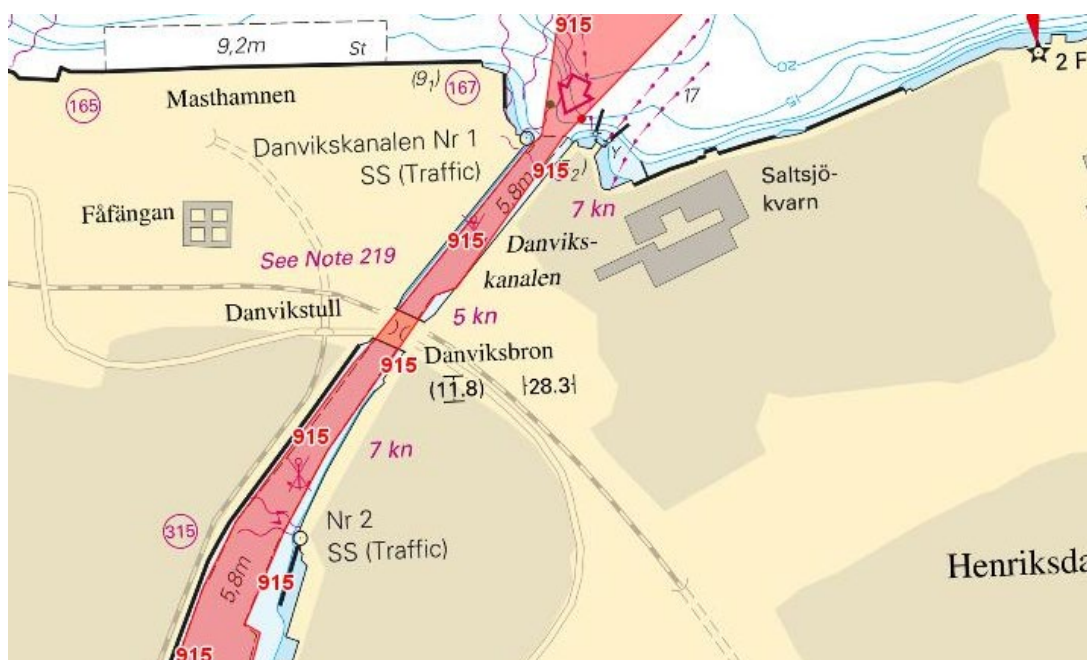 915
9,2m
St
(9₁)
167
165
Masthamnen
17
20
15
2 F
Danvikskanalen Nr 1
SS (Traffic)
915
5,8m
7 kn
Saltsjö-
kvarn
Fåfängan
915
Danviks-
kanalen
See Note 219
Danvikstull
5 kn
915
Danviksbron
(11.8)
28.3
915
7 kn
315
Nr 2
SS (Traffic)
915
5,8m
Henriksda
915